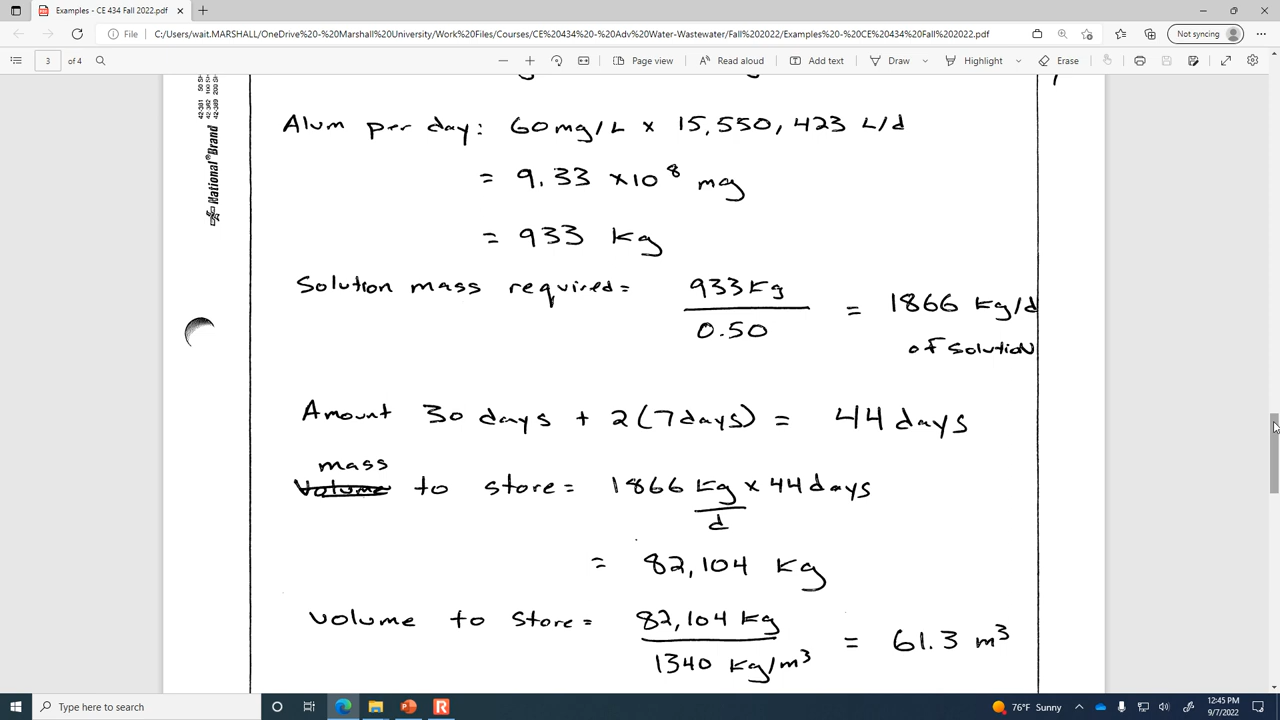 Examples - CE 434 Fall 2022.pdf
File
C:/Users/wait.MARSHALL/OneDrive%20-%20Marshall%20University/Work%20Files/Courses/CE%20434%20-%20Adv%20Water-Wastewater/Fall%202022/Examples%20-%20CE%20434%20Fall%202022.pdf
Not syncing
3 of 4
Page view
Read aloud
Add text
Draw
Highlight
Erase
National®Brand
Alum per day: 60mg/L x 15,550,423 L/d
= 9.33 x10⁸ mg
= 933 kg
Solution mass required= 933kg / 0.50 = 1866 kg/d
of solution
Amount 30 days + 2(7days) = 44 days
mass
Volume to store= 1866 kg/d x 44days
= 82,104 kg
volume to store= 82,104 kg / 1340 kg/m³ = 61.3 m³
Type here to search
76°F Sunny
12:45 PM
9/7/2022